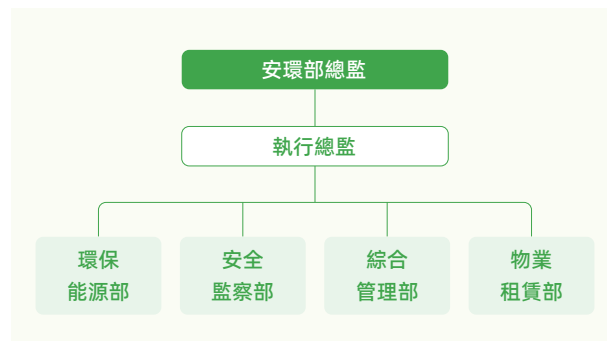 安環部總監
執行總監
環保
能源部
安全
監察部
綜合
管理部
物業
租賃部